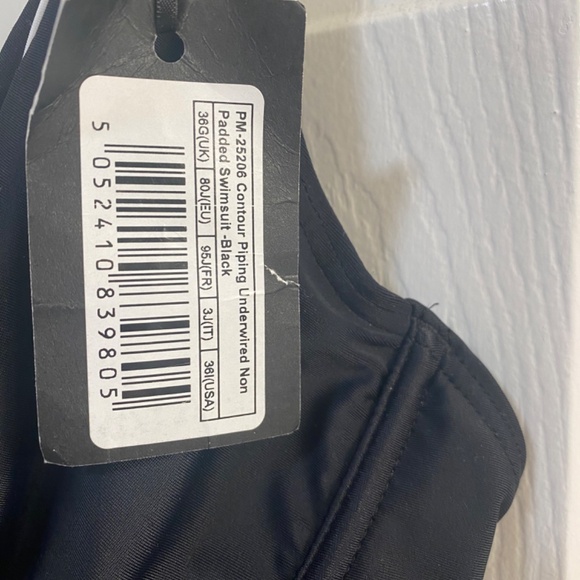 PM-25206 Contour Piping Underwired Non
Padded Swimsuit -Black
36G(UK) 80J(EU) 95J(FR) 3J(IT) 36I(USA)
5 052410 839805